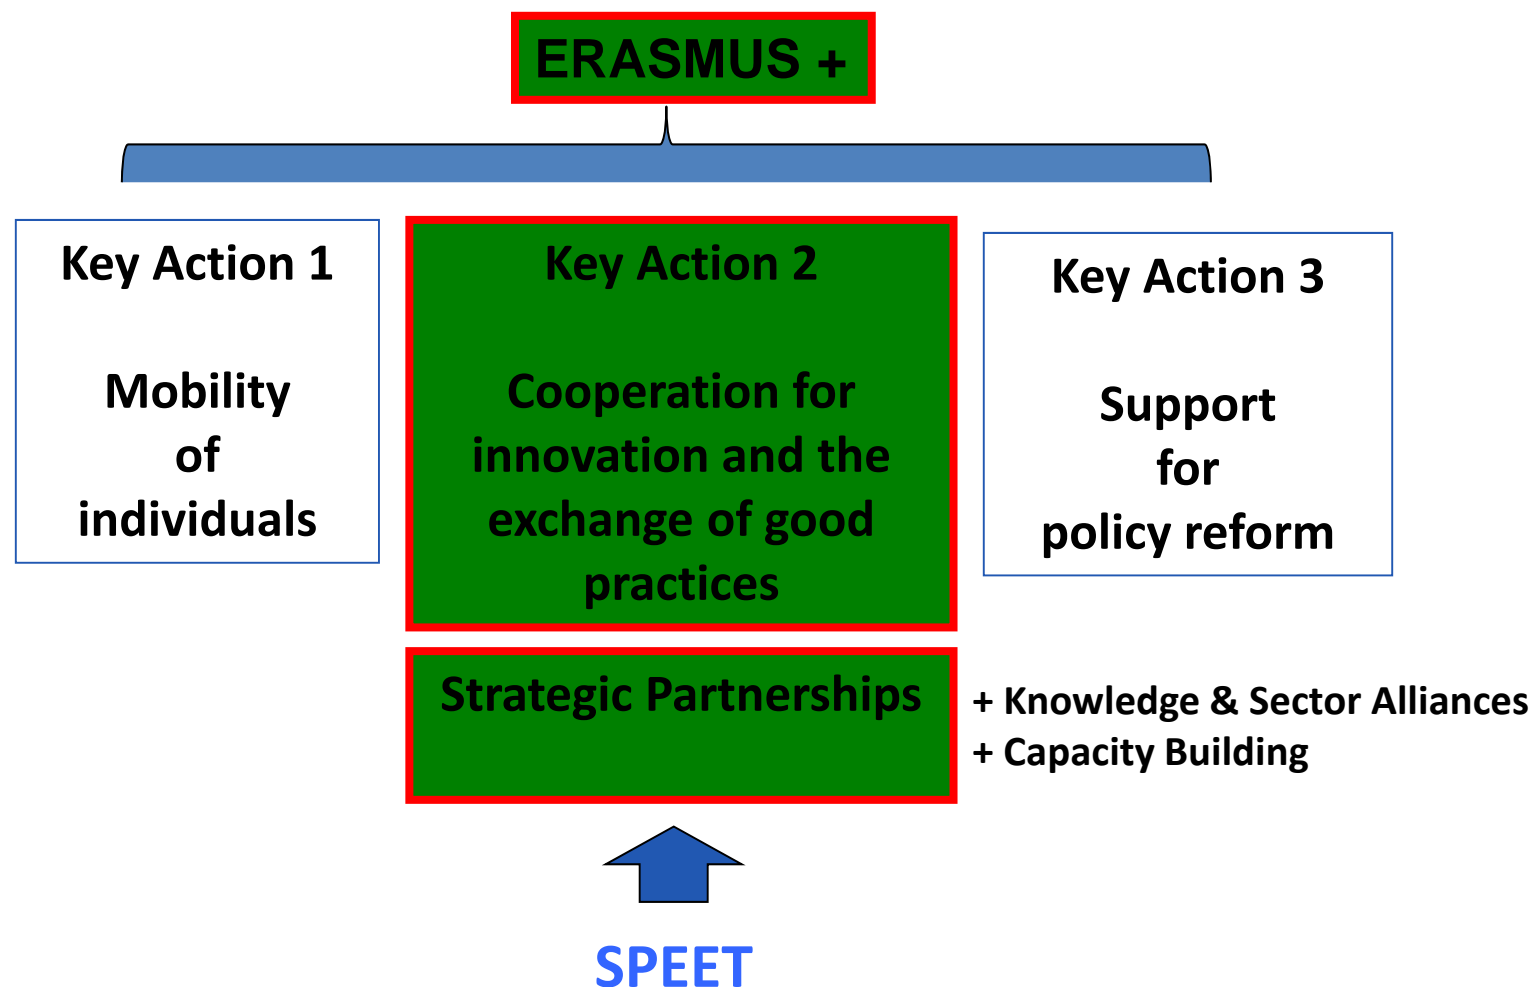 ERASMUS +
Key Action 1
Mobility
of
individuals
Key Action 2
Cooperation for
innovation and the
exchange of good
practices
Key Action 3
Support
for
policy reform
Strategic Partnerships
+ Knowledge & Sector Alliances
+ Capacity Building
SPEET